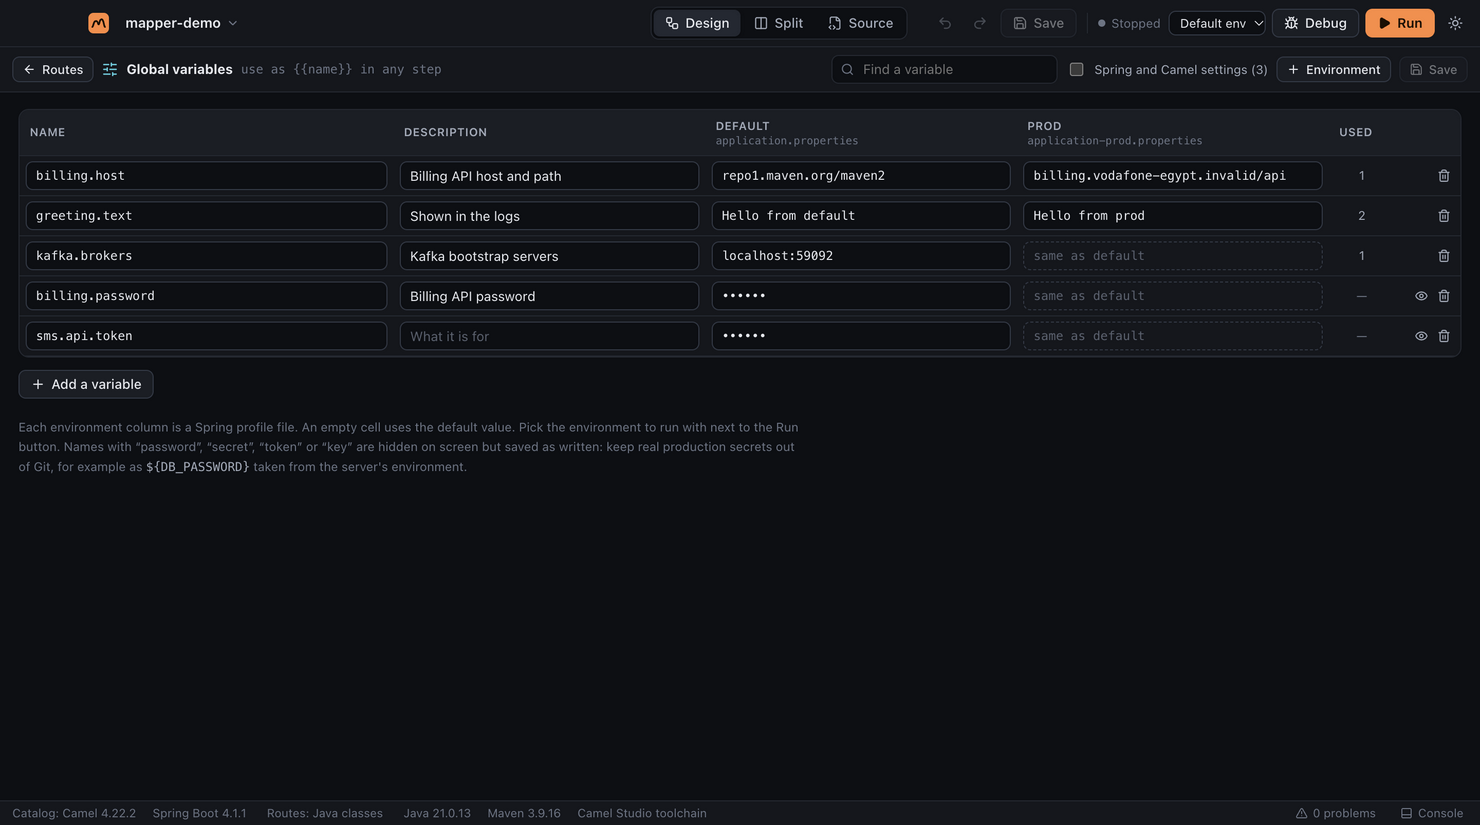 mapper-demo
Design
Split
Source
Save
Stopped
Default env
Debug
Run
Routes
Global variables use as {{name}} in any step
Find a variable
Spring and Camel settings (3)
Environment
Save
NAME
DESCRIPTION
DEFAULT
application.properties
PROD
application-prod.properties
USED
billing.host
Billing API host and path
repo1.maven.org/maven2
billing.vodafone-egypt.invalid/api
1
greeting.text
Shown in the logs
Hello from default
Hello from prod
2
kafka.brokers
Kafka bootstrap servers
localhost:59092
same as default
1
billing.password
Billing API password
••••••
same as default
—
sms.api.token
What it is for
••••••
same as default
—
Add a variable
Each environment column is a Spring profile file. An empty cell uses the default value. Pick the environment to run with next to the Run
button. Names with “password”, “secret”, “token” or “key” are hidden on screen but saved as written: keep real production secrets out
of Git, for example as ${DB_PASSWORD} taken from the server's environment.
Catalog: Camel 4.22.2
Spring Boot 4.1.1
Routes: Java classes
Java 21.0.13
Maven 3.9.16
Camel Studio toolchain
0 problems
Console